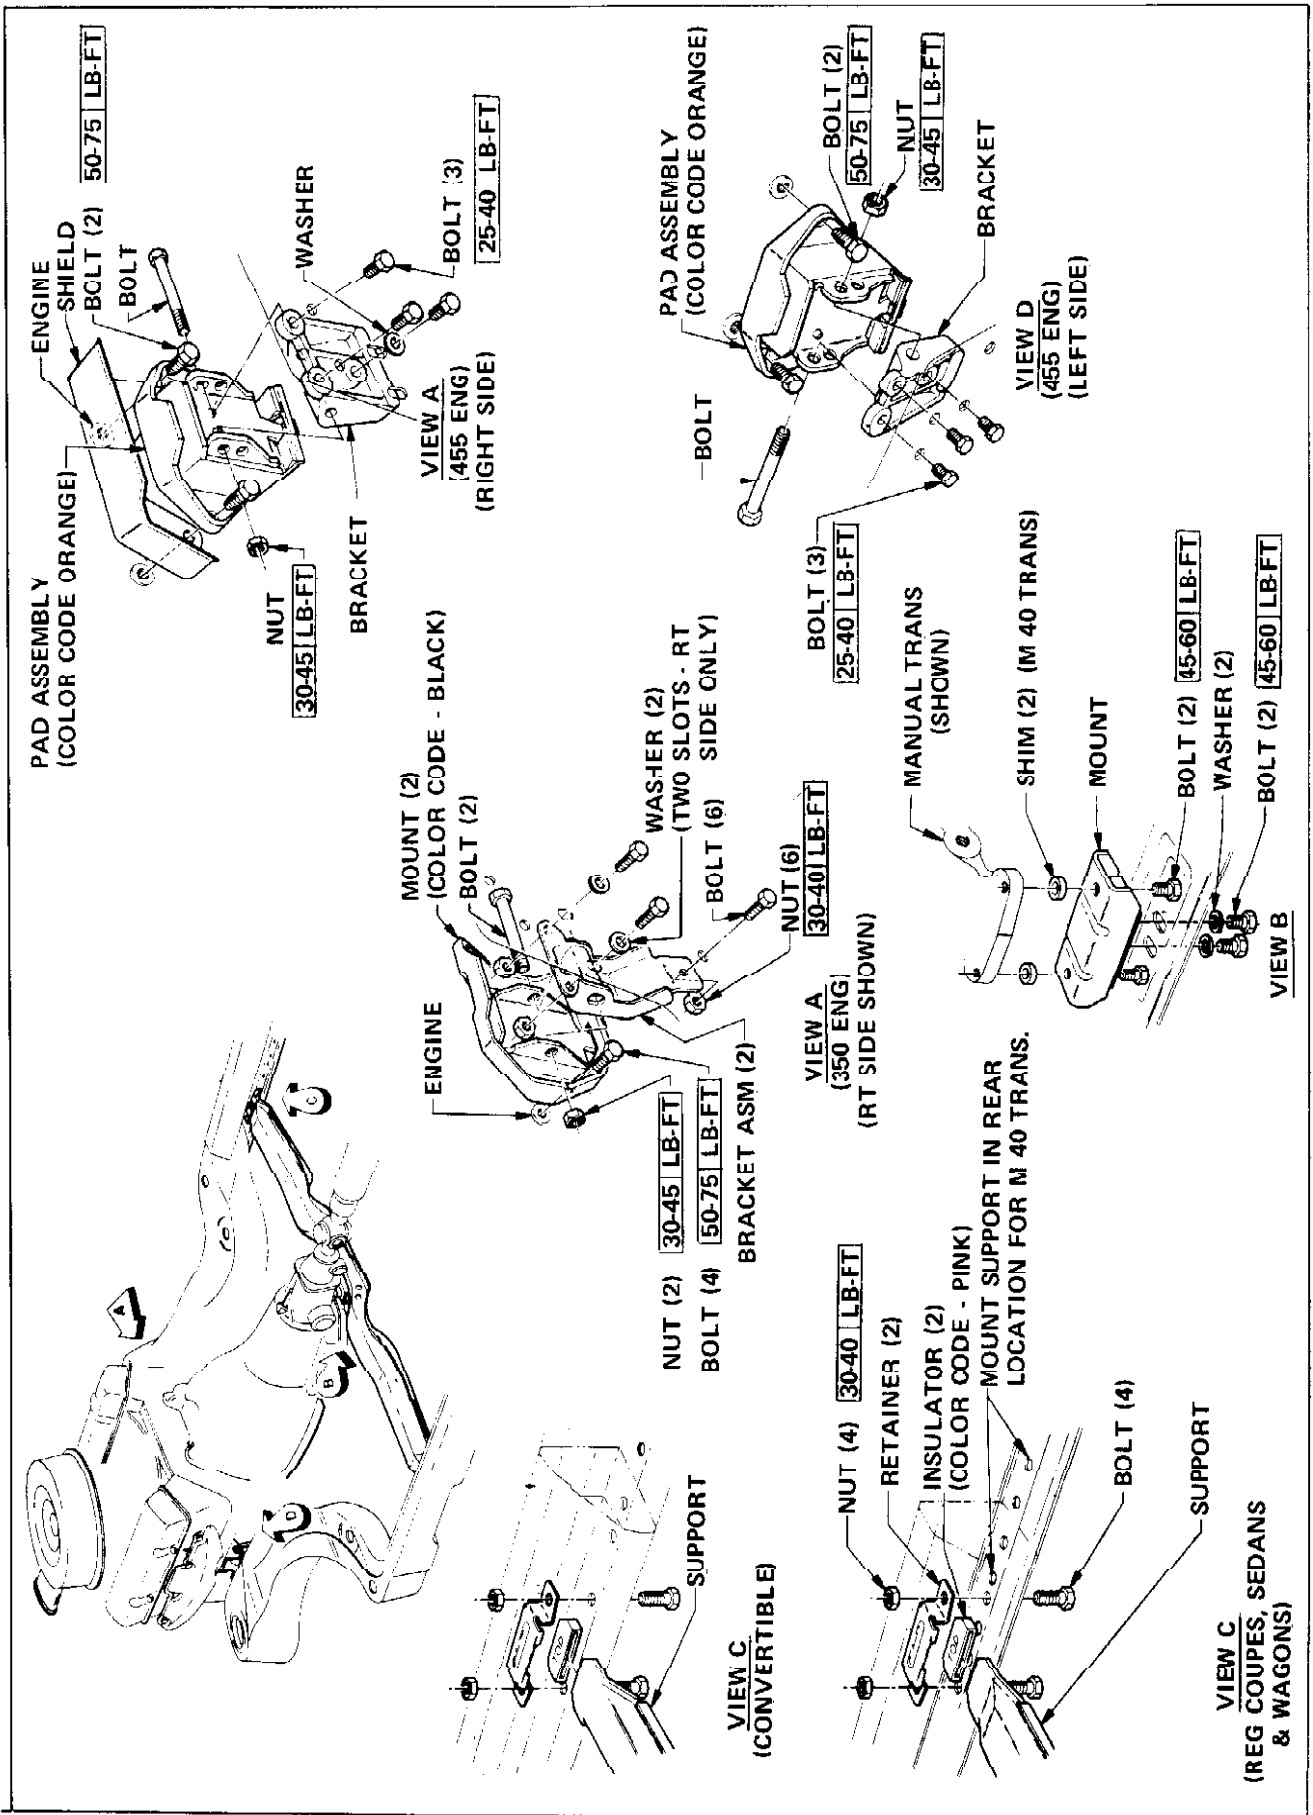 PAD ASSEMBLY
(COLOR CODE ORANGE)
ENGINE
SHIELD
BOLT (2) 50-75 LB-FT
BOLT
WASHER
BOLT (3)
25-40 LB-FT
NUT
30-45 LB-FT
BRACKET
VIEW A
(455 ENG)
(RIGHT SIDE)
PAD ASSEMBLY
(COLOR CODE ORANGE)
BOLT (2)
50-75 LB-FT
NUT
30-45 LB-FT
BRACKET
BOLT
BOLT (3)
25-40 LB-FT
VIEW D
(455 ENG)
(LEFT SIDE)
MOUNT (2)
(COLOR CODE - BLACK)
BOLT (2)
ENGINE
WASHER (2)
(TWO SLOTS - RT
SIDE ONLY)
BOLT (6)
NUT (6)
30-40 LB-FT
NUT (2) 30-45 LB-FT
BOLT (4) 50-75 LB-FT
BRACKET ASM (2)
VIEW A
(350 ENG)
(RT SIDE SHOWN)
MANUAL TRANS
(SHOWN)
SHIM (2) (M 40 TRANS)
MOUNT
BOLT (2) 45-60 LB-FT
WASHER (2)
BOLT (2) 45-60 LB-FT
VIEW B
A
B
C
D
SUPPORT
VIEW C
(CONVERTIBLE)
NUT (4) 30-40 LB-FT
RETAINER (2)
INSULATOR (2)
(COLOR CODE - PINK)
MOUNT SUPPORT IN REAR
LOCATION FOR M 40 TRANS.
BOLT (4)
SUPPORT
VIEW C
(REG COUPES, SEDANS
& WAGONS)